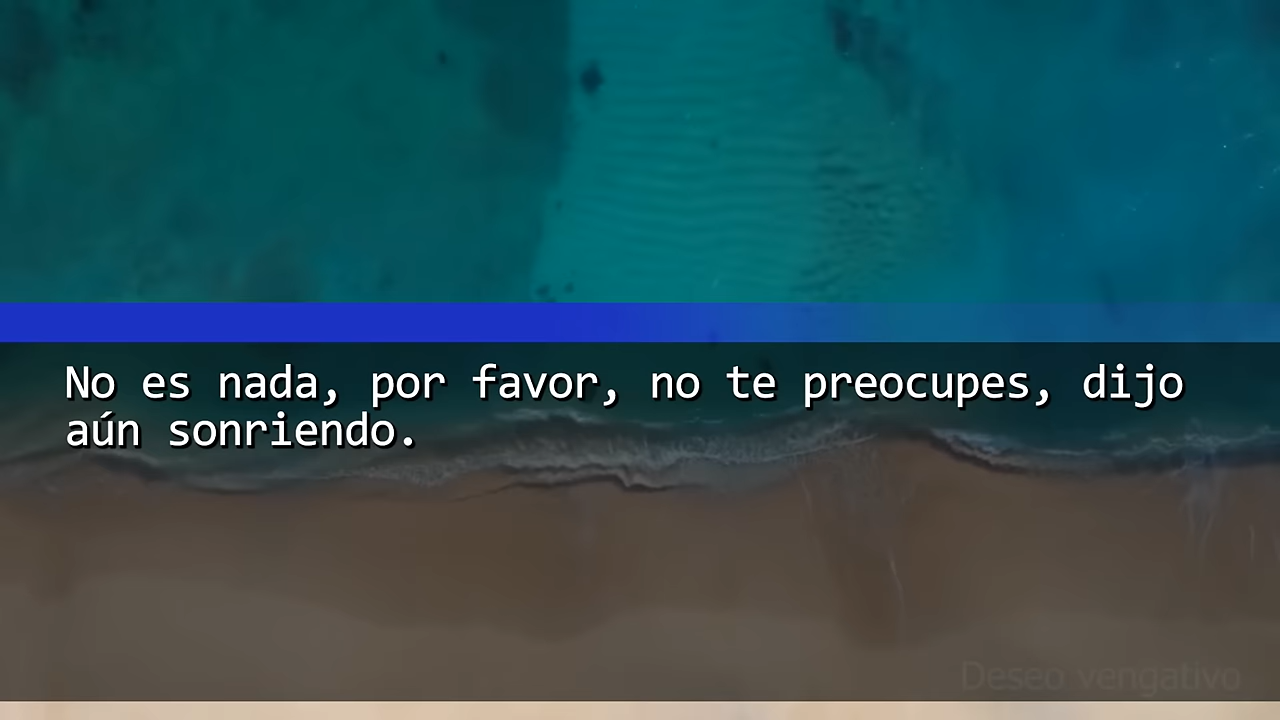 No es nada, por favor, no te preocupes, dijo
aún sonriendo.
Deseo vengativo